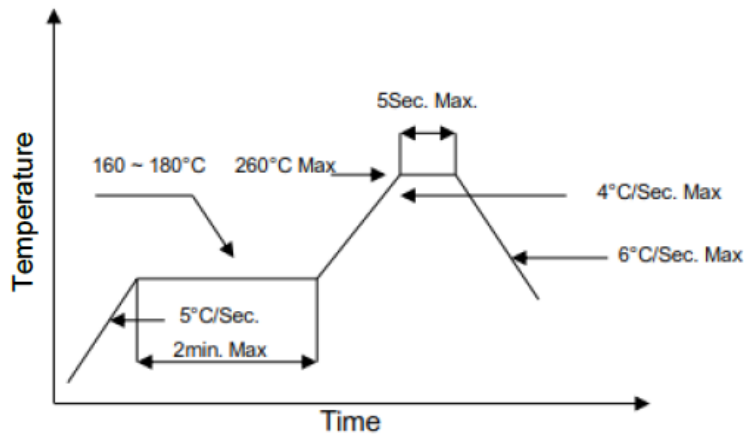 5Sec. Max.
160 ~ 180°C
260°C Max
4°C/Sec. Max
6°C/Sec. Max
5°C/Sec.
2min. Max
Temperature
Time